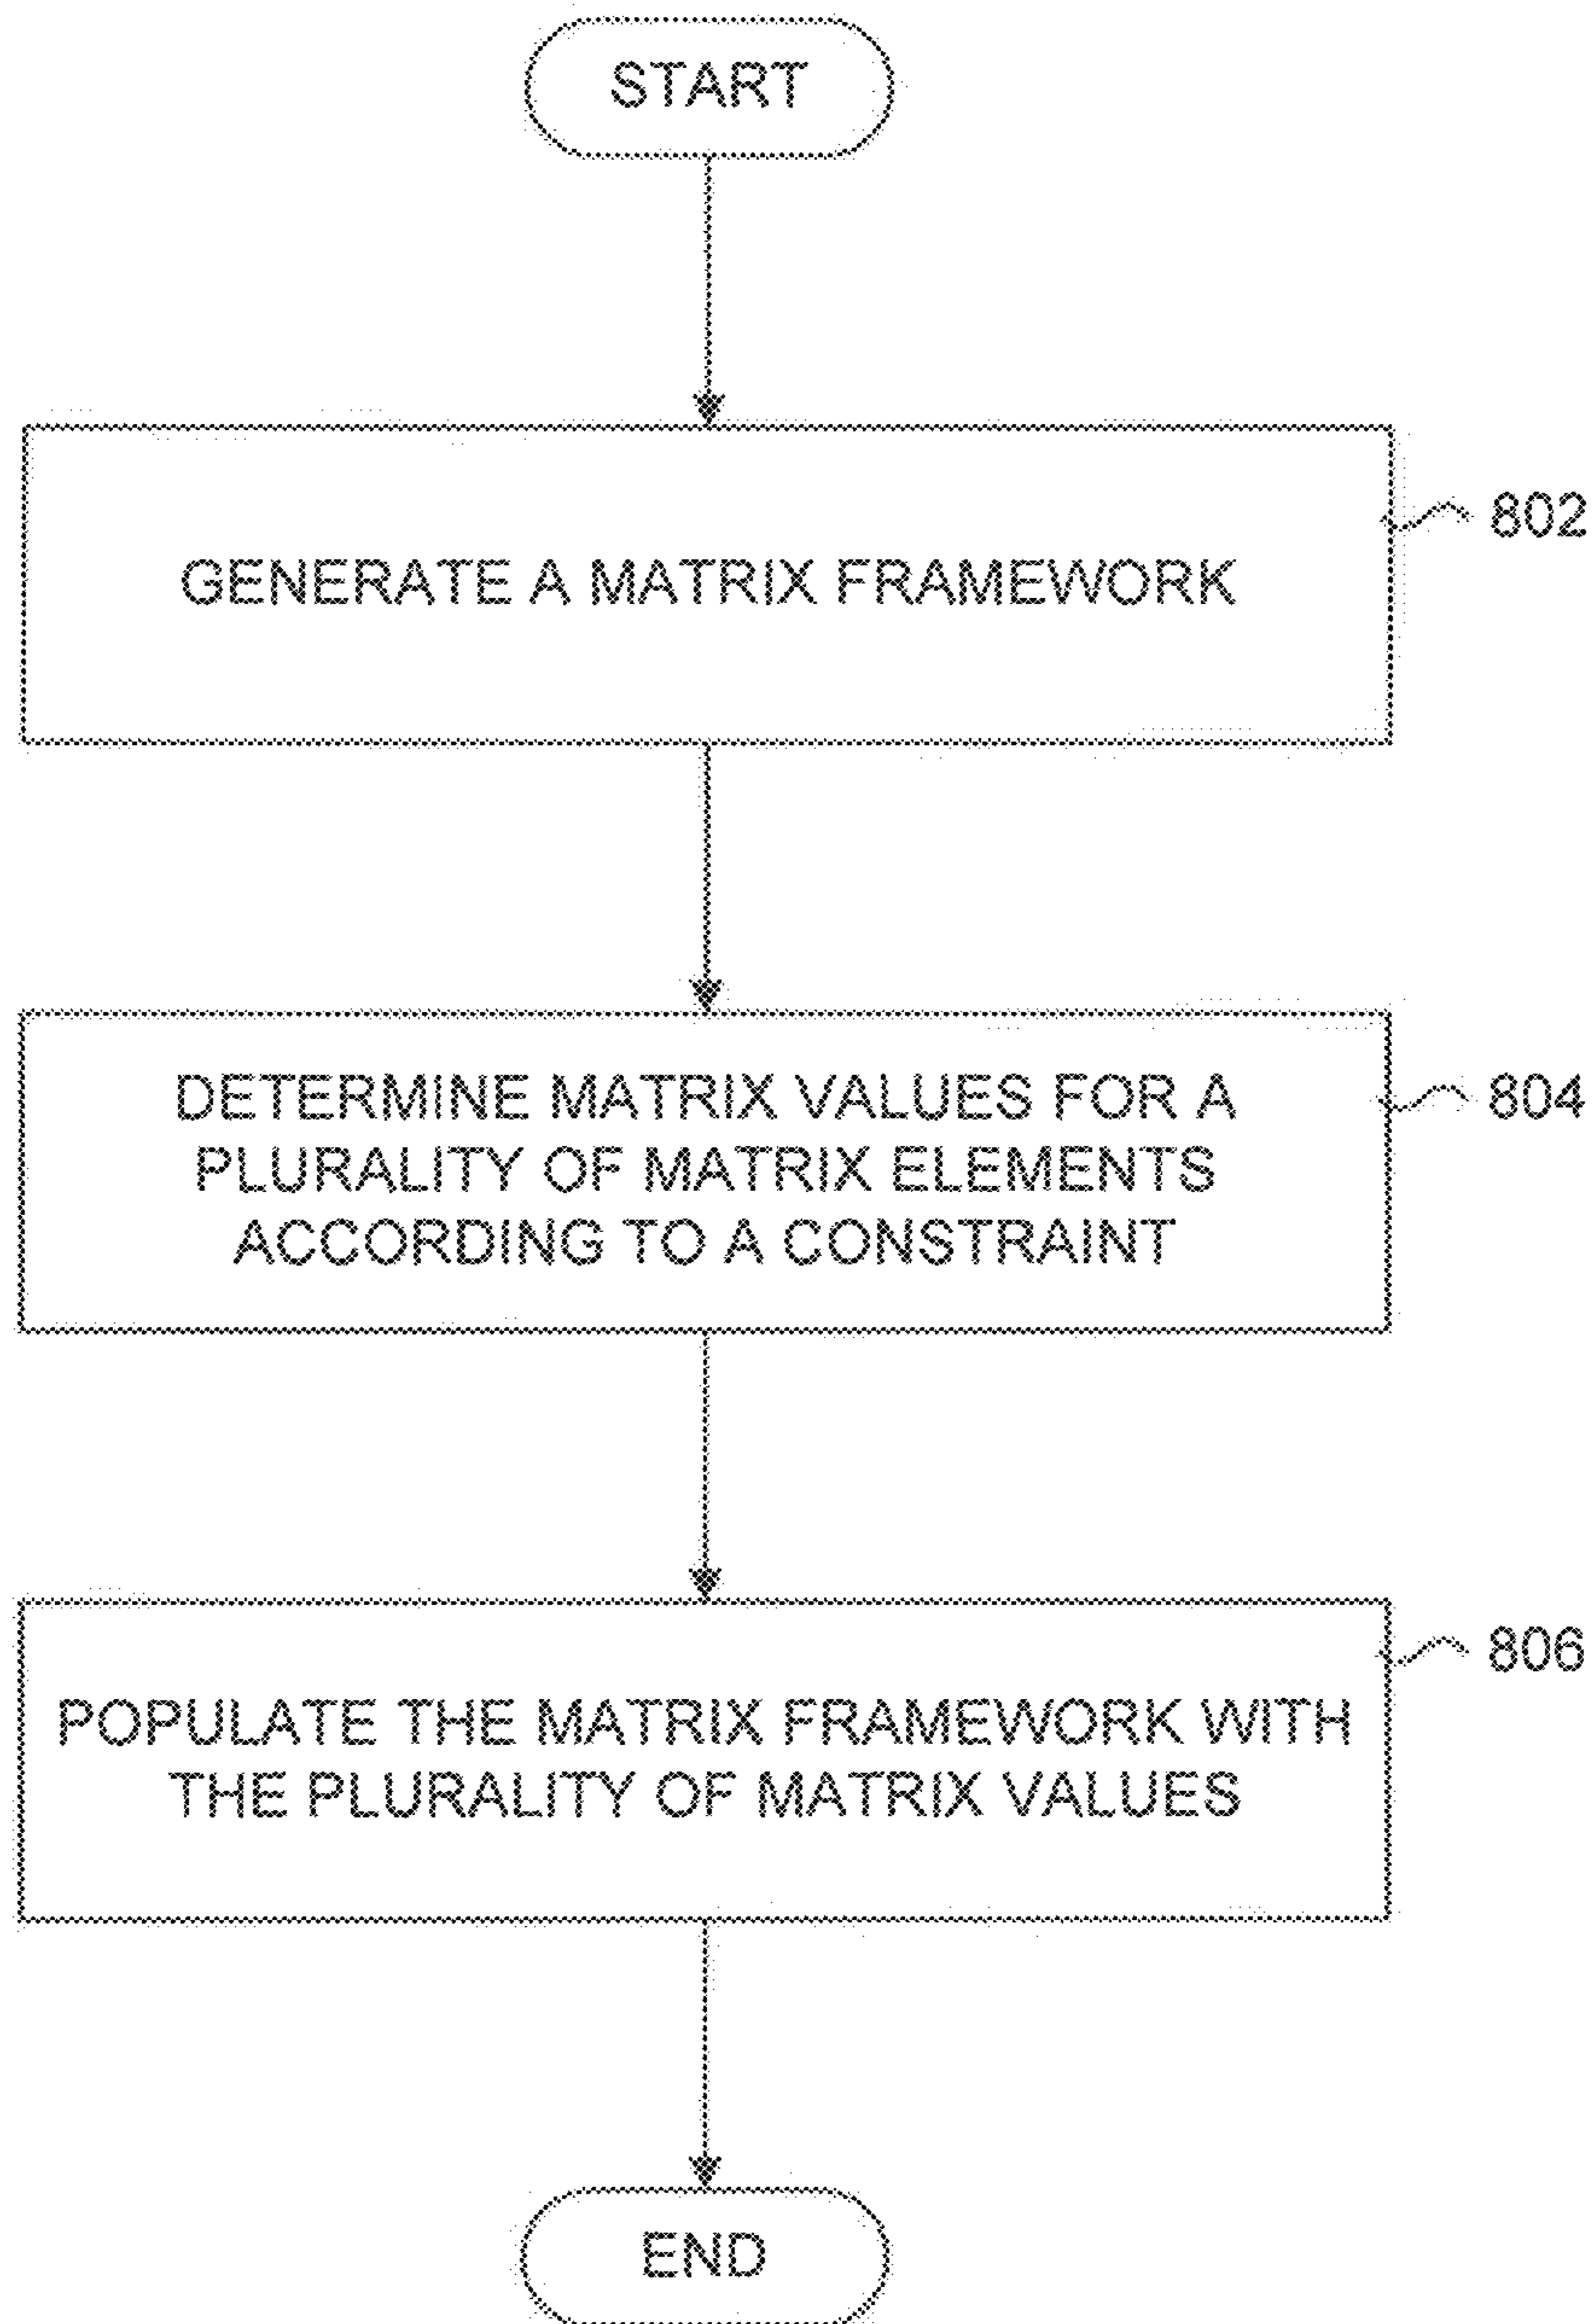 START
GENERATE A MATRIX FRAMEWORK
802
DETERMINE MATRIX VALUES FOR A
PLURALITY OF MATRIX ELEMENTS
ACCORDING TO A CONSTRAINT
804
POPULATE THE MATRIX FRAMEWORK WITH
THE PLURALITY OF MATRIX VALUES
806
END